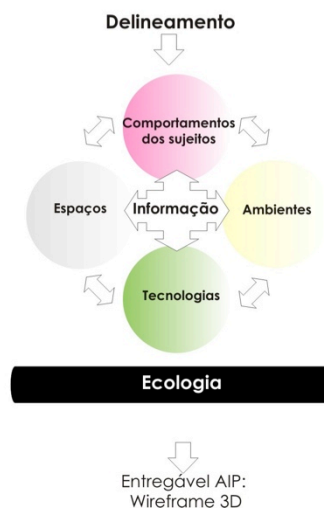 Delineamento
Comportamentos
dos sujeitos
Espaços
Informação
Ambientes
Tecnologias
Ecologia
Entregável AIP:
Wireframe 3D